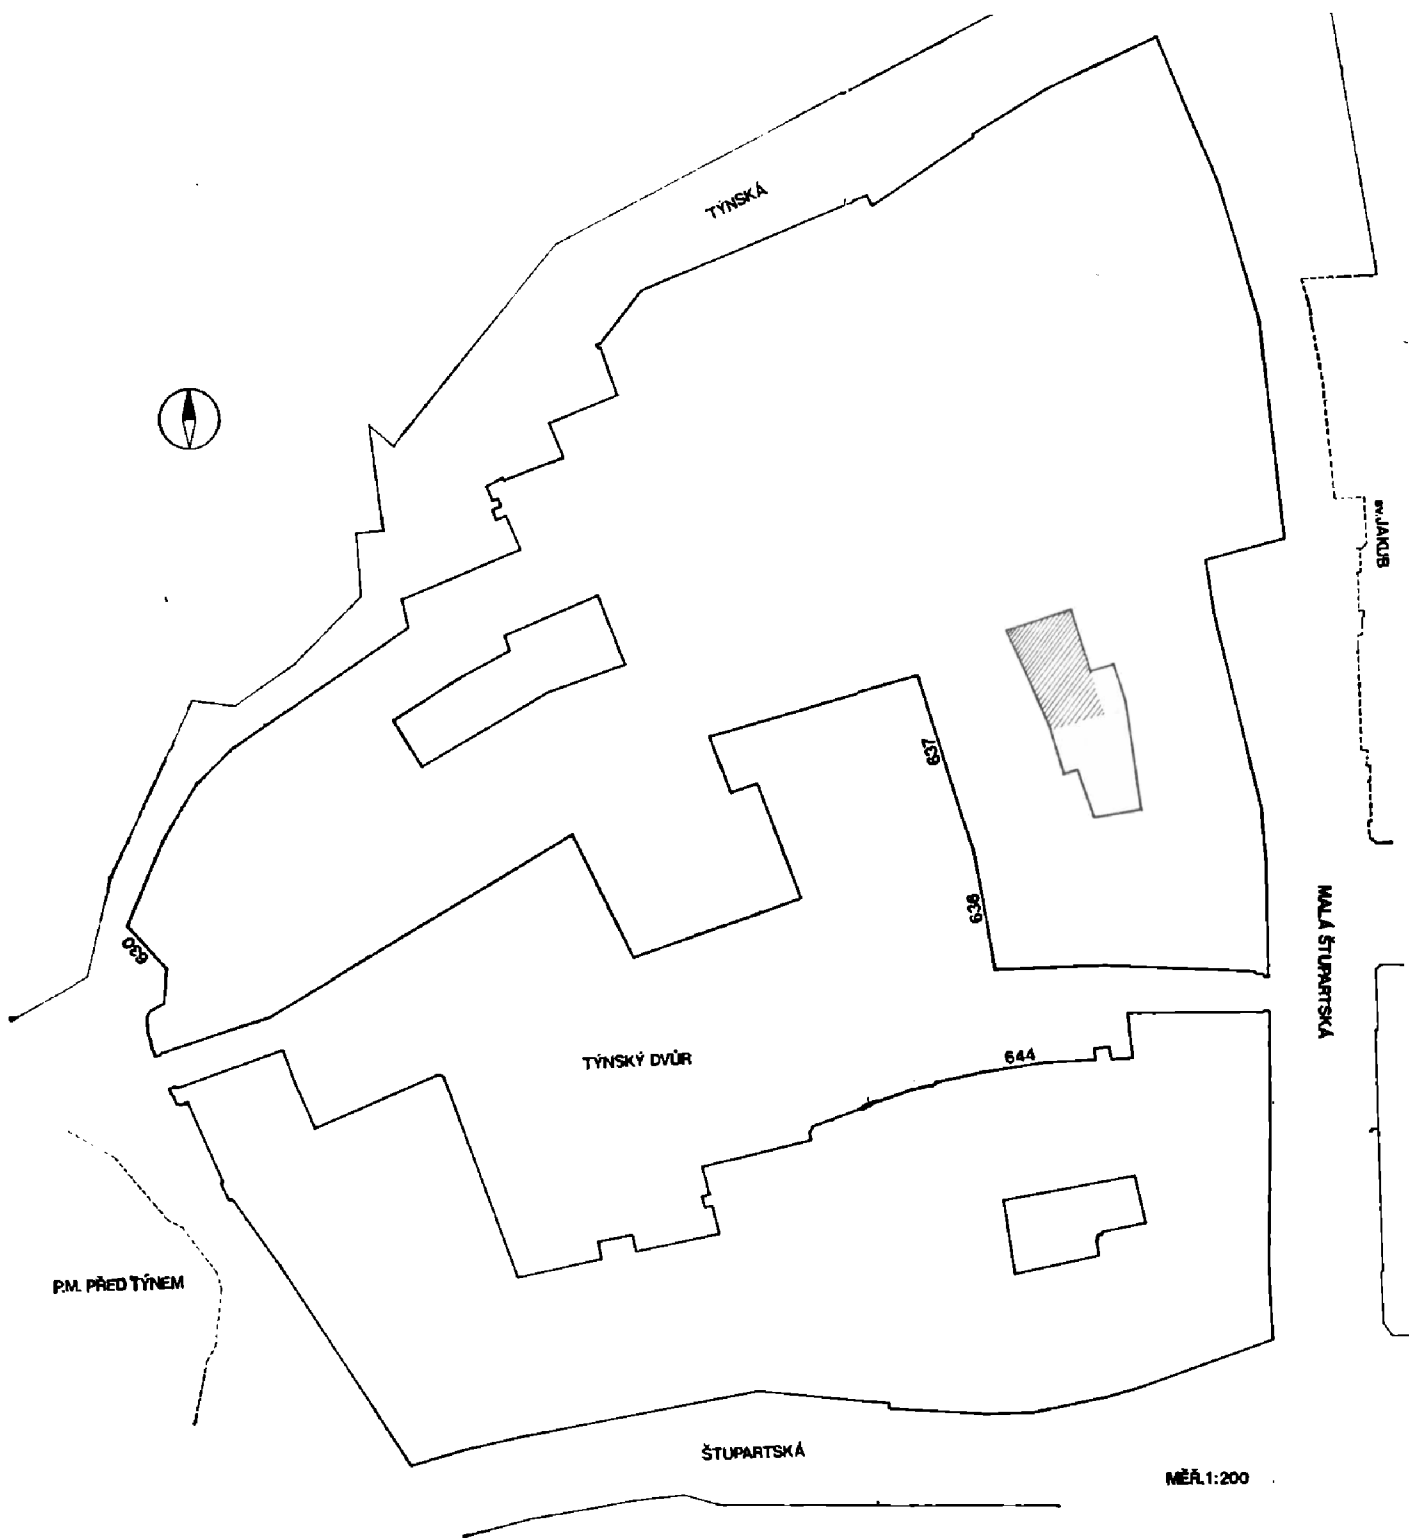 TÝNSKÁ
sv. JAKUB
637
636
630
MALÁ ŠTUPARTSKÁ
TÝNSKÝ DVŮR
644
P.M. PŘED TÝNEM
ŠTUPARTSKÁ
MĚŘ. 1:200